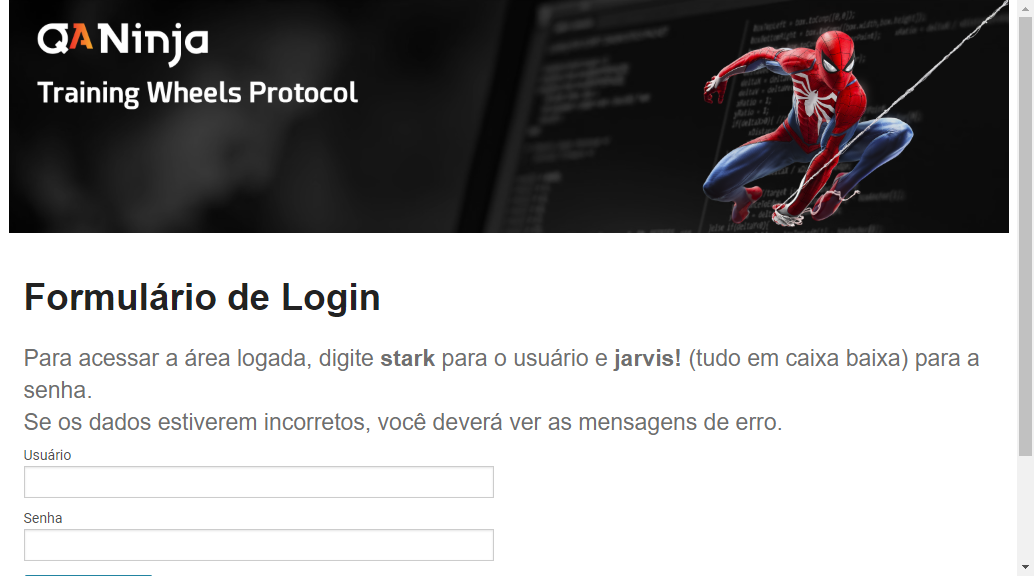 QANinja
Training Wheels Protocol
Formulário de Login
Para acessar a área logada, digite stark para o usuário e jarvis! (tudo em caixa baixa) para a
senha.
Se os dados estiverem incorretos, você deverá ver as mensagens de erro.
Usuário
Senha